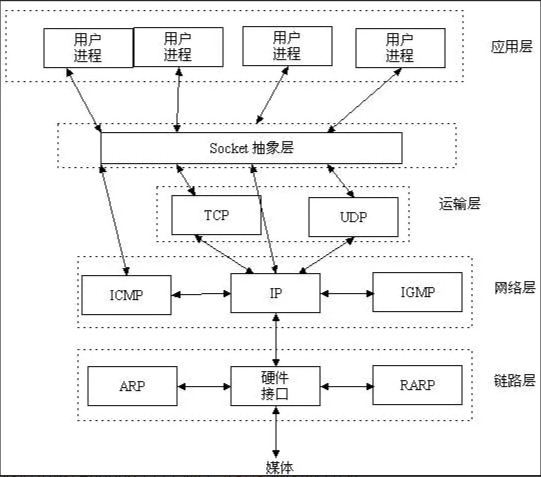 用户 用户 用户 用户
进程 进程 进程 进程
应用层
Socket 抽象层
TCP UDP
运输层
ICMP IP IGMP
网络层
ARP 硬件 RARP
接口
链路层
媒体